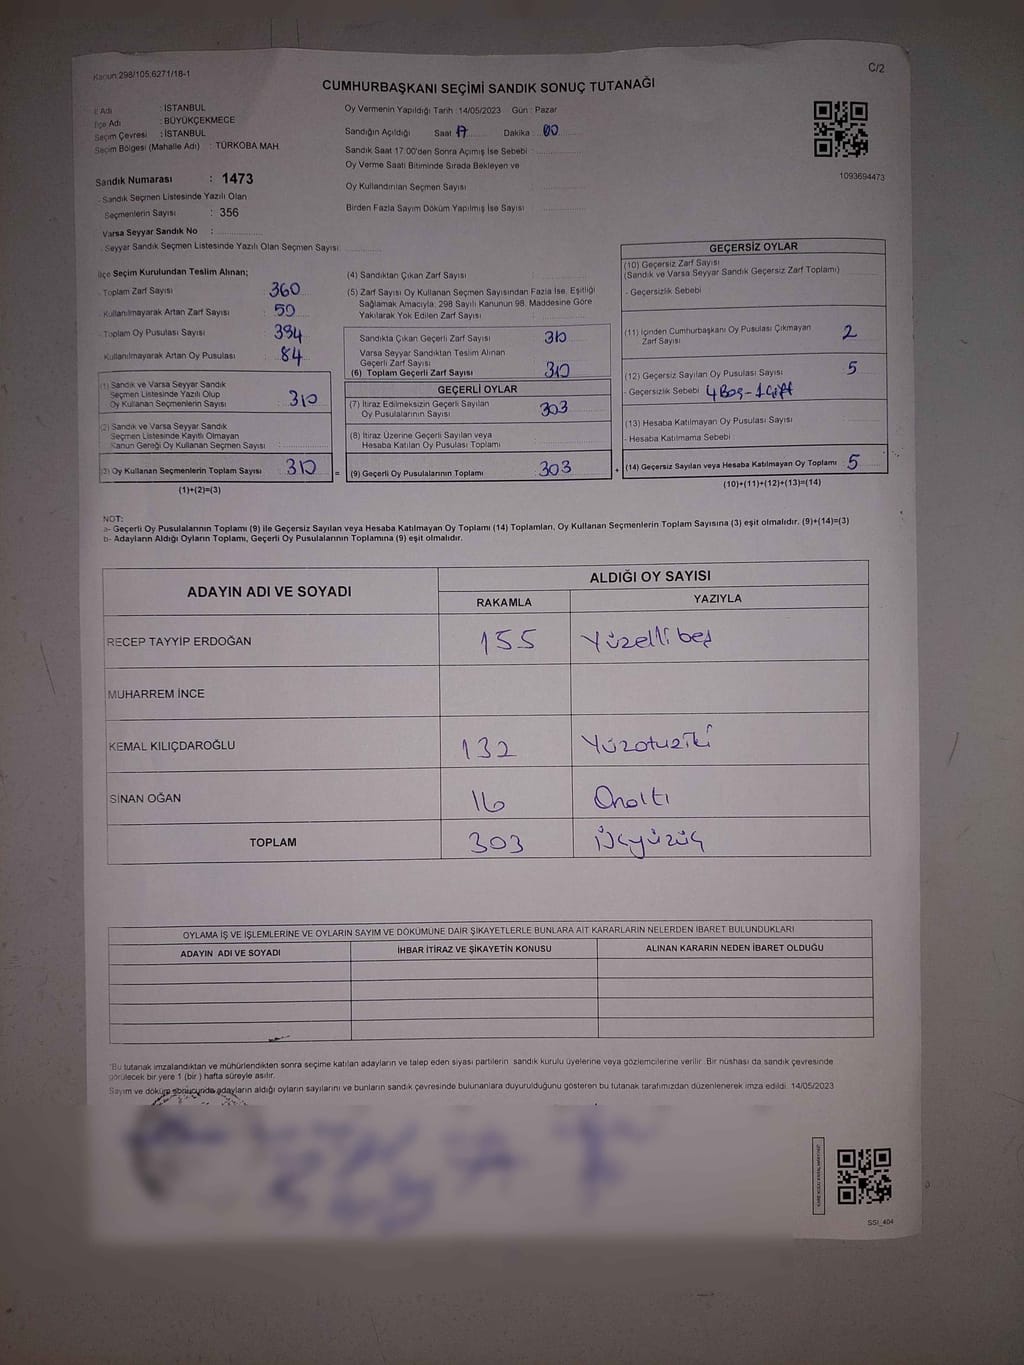 Kanun 298/105,6271/18-1
C/2
CUMHURBAŞKANI SEÇİMİ SANDIK SONUÇ TUTANAĞI
İl Adı : İSTANBUL
İlçe Adı : BÜYÜKÇEKMECE
Seçim Çevresi : İSTANBUL
Seçim Bölgesi (Mahalle Adı) : TÜRKOBA MAH
Sandık Numarası : 1473
- Sandık Seçmen Listesinde Yazılı Olan
Seçmenlerin Sayısı : 356
Varsa Seyyar Sandık No :
- Seyyar Sandık Seçmen Listesinde Yazılı Olan Seçmen Sayısı
Oy Vermenin Yapıldığı Tarih : 14/05/2023 Gün : Pazar
Sandığın Açıldığı Saat 17 Dakika 00
Sandık Saat 17:00'den Sonra Açımış İse Sebebi :
Oy Verme Saati Bitiminde Sırada Bekleyen ve
Oy Kullandırılan Seçmen Sayısı
Birden Fazla Sayım Döküm Yapılmış İse Sayısı
1093694473
İlçe Seçim Kurulundan Teslim Alınan;
- Toplam Zarf Sayısı 360
- Kullanılmayarak Artan Zarf Sayısı : 50
- Toplam Oy Pusulası Sayısı 394
- Kullanılmayarak Artan Oy Pusulası : 84
(1) Sandık ve Varsa Seyyar Sandık
Seçmen Listesinde Yazılı Olup
Oy Kullanan Seçmenlerin Sayısı : 310
(2) Sandık ve Varsa Seyyar Sandık
Seçmen Listesinde Kayıtlı Olmayan
Kanun Gereği Oy Kullanan Seçmen Sayısı
(3) Oy Kullanan Seçmenlerin Toplam Sayısı 310 =
(1)+(2)=(3)
(4) Sandıktan Çıkan Zarf Sayısı
(5) Zarf Sayısı Oy Kullanan Seçmen Sayısından Fazla İse, Eşitliği
Sağlamak Amacıyla, 298 Sayılı Kanunun 98. Maddesine Göre
Yakılarak Yok Edilen Zarf Sayısı
Sandıkta Çıkan Geçerli Zarf Sayısı 310
Varsa Seyyar Sandıktan Teslim Alınan
Geçerli Zarf Sayısı
(6) Toplam Geçerli Zarf Sayısı 310
GEÇERLİ OYLAR
(7) İtiraz Edilmeksizin Geçerli Sayılan
Oy Pusulalarının Sayısı 303
(8) İtiraz Üzerine Geçerli Sayılan veya
Hesaba Katılan Oy Pusulası Toplamı
(9) Geçerli Oy Pusulalarının Toplamı 303 +
GEÇERSİZ OYLAR
(10) Geçersiz Zarf Sayısı
(Sandık ve Varsa Seyyar Sandık Geçersiz Zarf Toplamı)
- Geçersizlik Sebebi
(11) İçinden Cumhurbaşkanı Oy Pusulası Çıkmayan
Zarf Sayısı 2
(12) Geçersiz Sayılan Oy Pusulası Sayısı 5
- Geçersizlik Sebebi 4 Boş - 1 Çift
(13) Hesaba Katılmayan Oy Pusulası Sayısı
- Hesaba Katılmama Sebebi
(14) Geçersiz Sayılan veya Hesaba Katılmayan Oy Toplamı 5
(10)+(11)+(12)+(13)=(14)
NOT:
a- Geçerli Oy Pusulalarının Toplamı (9) ile Geçersiz Sayılan veya Hesaba Katılmayan Oy Toplamı (14) Toplamları, Oy Kullanan Seçmenlerin Toplam Sayısına (3) eşit olmalıdır. (9)+(14)=(3)
b- Adayların Aldığı Oyların Toplamı, Geçerli Oy Pusulalarının Toplamına (9) eşit olmalıdır.
ADAYIN ADI VE SOYADI
ALDIĞI OY SAYISI
RAKAMLA YAZIYLA
RECEP TAYYİP ERDOĞAN 155 Yüzellibeş
MUHARREM İNCE
KEMAL KILIÇDAROĞLU 132 Yüzotuziki
SİNAN OĞAN 16 Onaltı
TOPLAM 303 Üçyüzüç
OYLAMA İŞ VE İŞLEMLERİNE VE OYLARIN SAYIM VE DÖKÜMÜNE DAİR ŞİKAYETLERLE BUNLARA AİT KARARLARIN NELERDEN İBARET BULUNDUKLARI
ADAYIN ADI VE SOYADI İHBAR İTİRAZ VE ŞİKAYETİN KONUSU ALINAN KARARIN NEDEN İBARET OLDUĞU
"Bu tutanak imzalandıktan ve mühürlendikten sonra seçime katılan adayların ve talep eden siyasi partilerin sandık kurulu üyelerine veya gözlemcilerine verilir. Bir nüshası da sandık çevresinde
görülecek bir yere 1 (bir) hafta süreyle asılır.
Sayım ve döküm sonucunda adayların aldığı oyların sayılarını ve bunların sandık çevresinde bulunanlara duyurulduğunu gösteren bu tutanak tarafımızdan düzenlenerek imza edildi. 14/05/2023
SSI_404